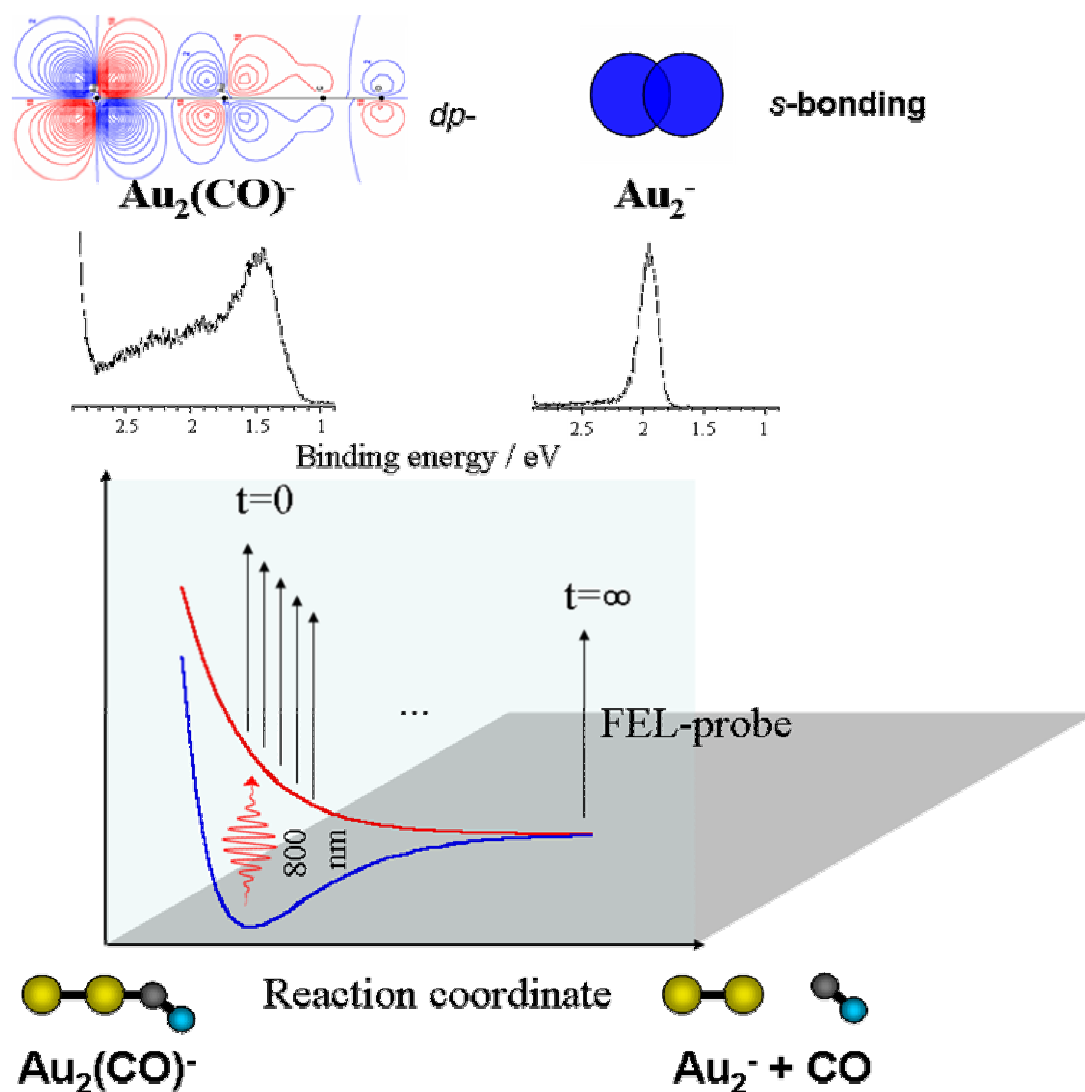 dp-
s-bonding
Au₂(CO)⁻
Au₂⁻
2.5 2 1.5 1
2.5 2 1.5 1
Binding energy / eV
t=0
t=∞
...
FEL-probe
800
nm
Reaction coordinate
Au₂(CO)⁻
Au₂⁻ + CO